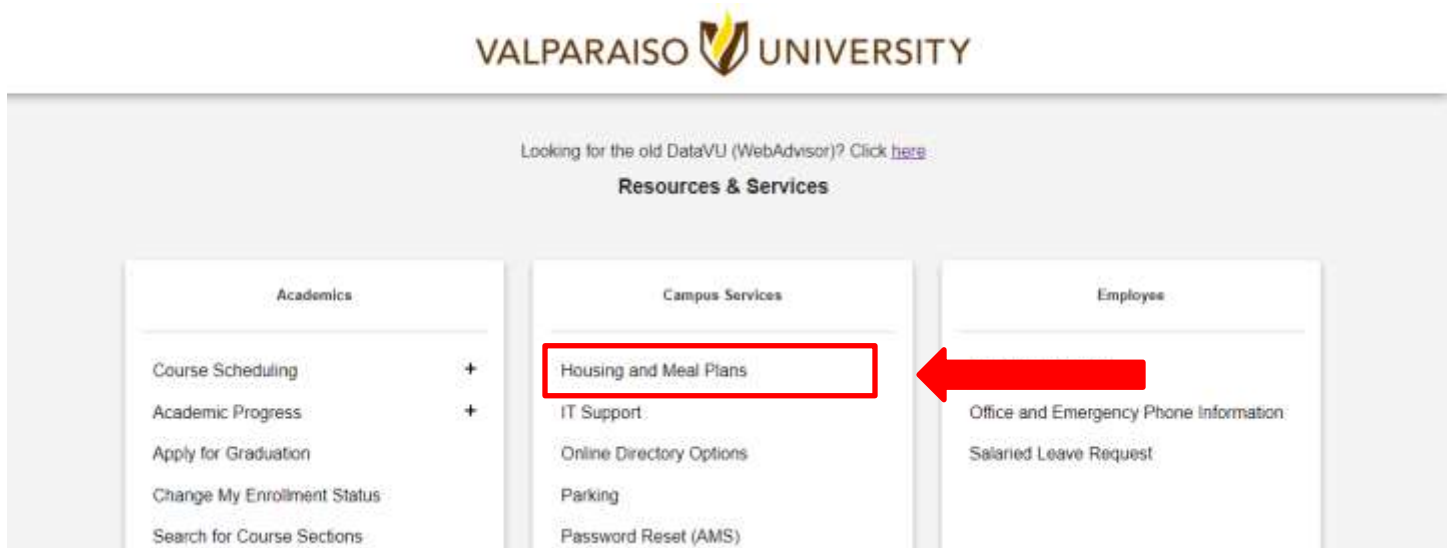 VALPARAISO UNIVERSITY
Looking for the old DataVU (WebAdvisor)? Click here
Resources & Services
Academics
Course Scheduling +
Academic Progress +
Apply for Graduation
Change My Enrollment Status
Search for Course Sections
Campus Services
Housing and Meal Plans
IT Support
Online Directory Options
Parking
Password Reset (AMS)
Employee
Office and Emergency Phone Information
Salaried Leave Request